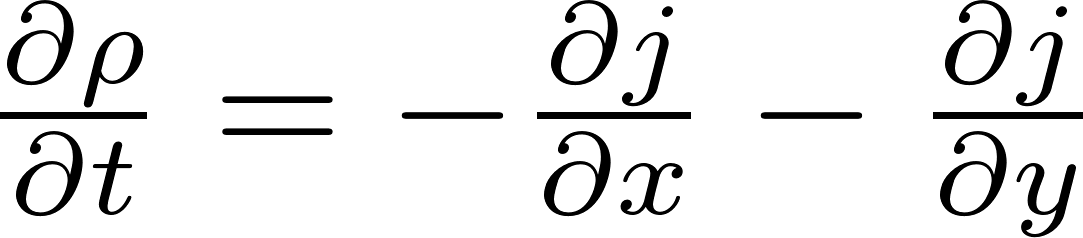 ∂ρ/∂t = − ∂j/∂x − ∂j/∂y